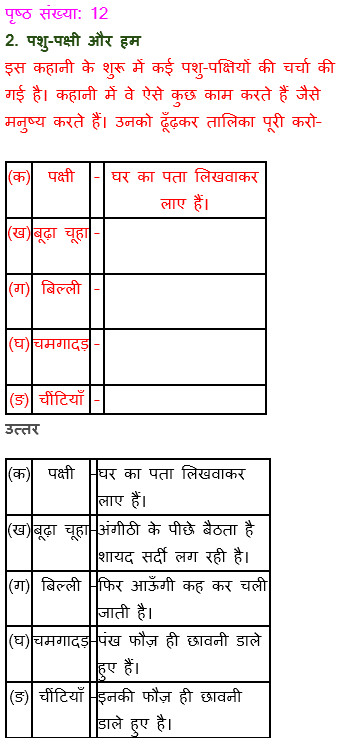 पृष्ठ संख्या: 12
2. पशु-पक्षी और हम
इस कहानी के शुरू में कई पशु-पक्षियों की चर्चा की
गई है। कहानी में वे ऐसे कुछ काम करते हैं जैसे
मनुष्य करते हैं। उनको ढूँढ़कर तालिका पूरी करो-
(क) पक्षी - घर का पता लिखवाकर
लाए हैं।
(ख) बूढ़ा चूहा -
(ग) बिल्ली -
(घ) चमगादड़ -
(ङ) चींटियाँ -
उत्तर
(क) पक्षी - घर का पता लिखवाकर
लाए हैं।
(ख) बूढ़ा चूहा - अंगीठी के पीछे बैठता है
शायद सर्दी लग रही है।
(ग) बिल्ली - फिर आऊँगी कह कर चली
जाती है।
(घ) चमगादड़ - पंख फौज़ ही छावनी डाले
हुए हैं।
(ङ) चींटियाँ - इनकी फौज़ ही छावनी
डाले हुए है।